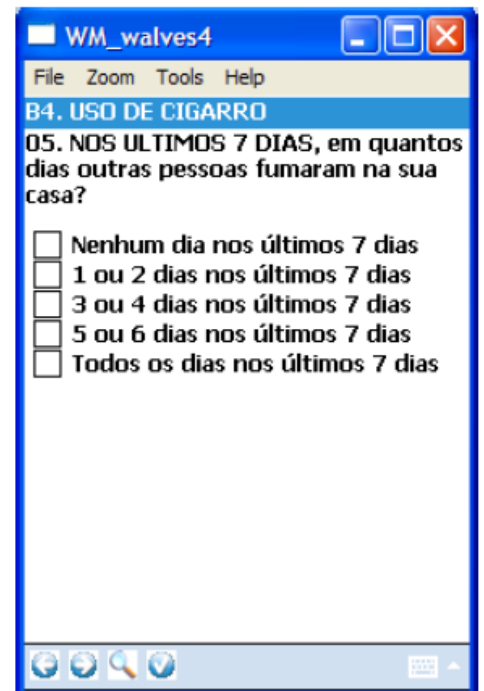 WM_walves4
File Zoom Tools Help
B4. USO DE CIGARRO
05. NOS ULTIMOS 7 DIAS, em quantos
dias outras pessoas fumaram na sua
casa?
Nenhum dia nos últimos 7 dias
1 ou 2 dias nos últimos 7 dias
3 ou 4 dias nos últimos 7 dias
5 ou 6 dias nos últimos 7 dias
Todos os dias nos últimos 7 dias